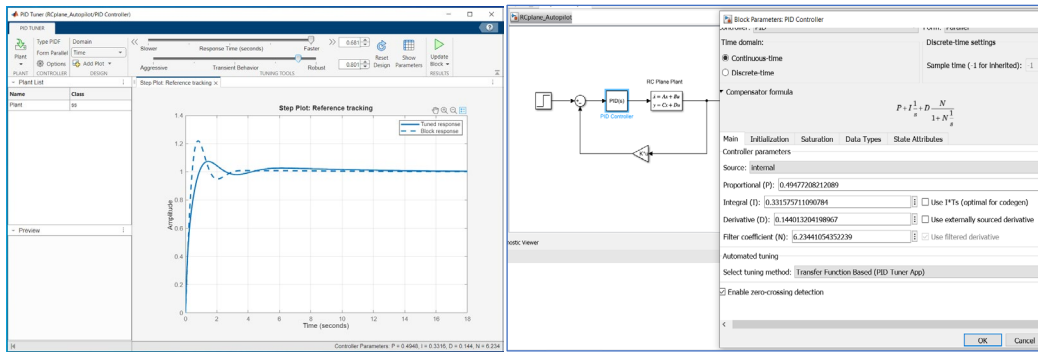 PID Tuner (RCplane_Autopilot/PID Controller)
PID TUNER
Plant
Type PIDF
Form Parallel
Options
Domain
Time
Add Plot
Slower
Response Time (seconds)
Faster
0.681
Aggressive
Transient Behavior
Robust
0.801
Reset
Design
Show
Parameters
Update
Block
PLANT
CONTROLLER
DESIGN
TUNING TOOLS
RESULTS
Plant List
Name Class
Plant ss
Preview
Step Plot: Reference tracking
Step Plot: Reference tracking
Tuned response
Block response
Amplitude
1.4
1.2
1
0.8
0.6
0.4
0.2
0
0 2 4 6 8 10 12 14 16 18
Time (seconds)
Controller Parameters: P = 0.4948, I = 0.3316, D = 0.144, N = 6.234
RCplane_Autopilot
PID(s)
PID Controller
RC Plane Plant
ẋ = Ax + Bu
y = Cx + Du
nostic Viewer
Block Parameters: PID Controller
Time domain:
Continuous-time
Discrete-time
Discrete-time settings
Sample time (-1 for inherited): -1
Compensator formula
P + I 1/s + D N/(1 + N 1/s)
Main Initialization Saturation Data Types State Attributes
Controller parameters
Source: internal
Proportional (P): 0.49477208212089
Integral (I): 0.331575711090784
Use I*Ts (optimal for codegen)
Derivative (D): 0.144013204198967
Use externally sourced derivative
Filter coefficient (N): 6.23441054352239
Use filtered derivative
Automated tuning
Select tuning method: Transfer Function Based (PID Tuner App)
Enable zero-crossing detection
OK Cancel